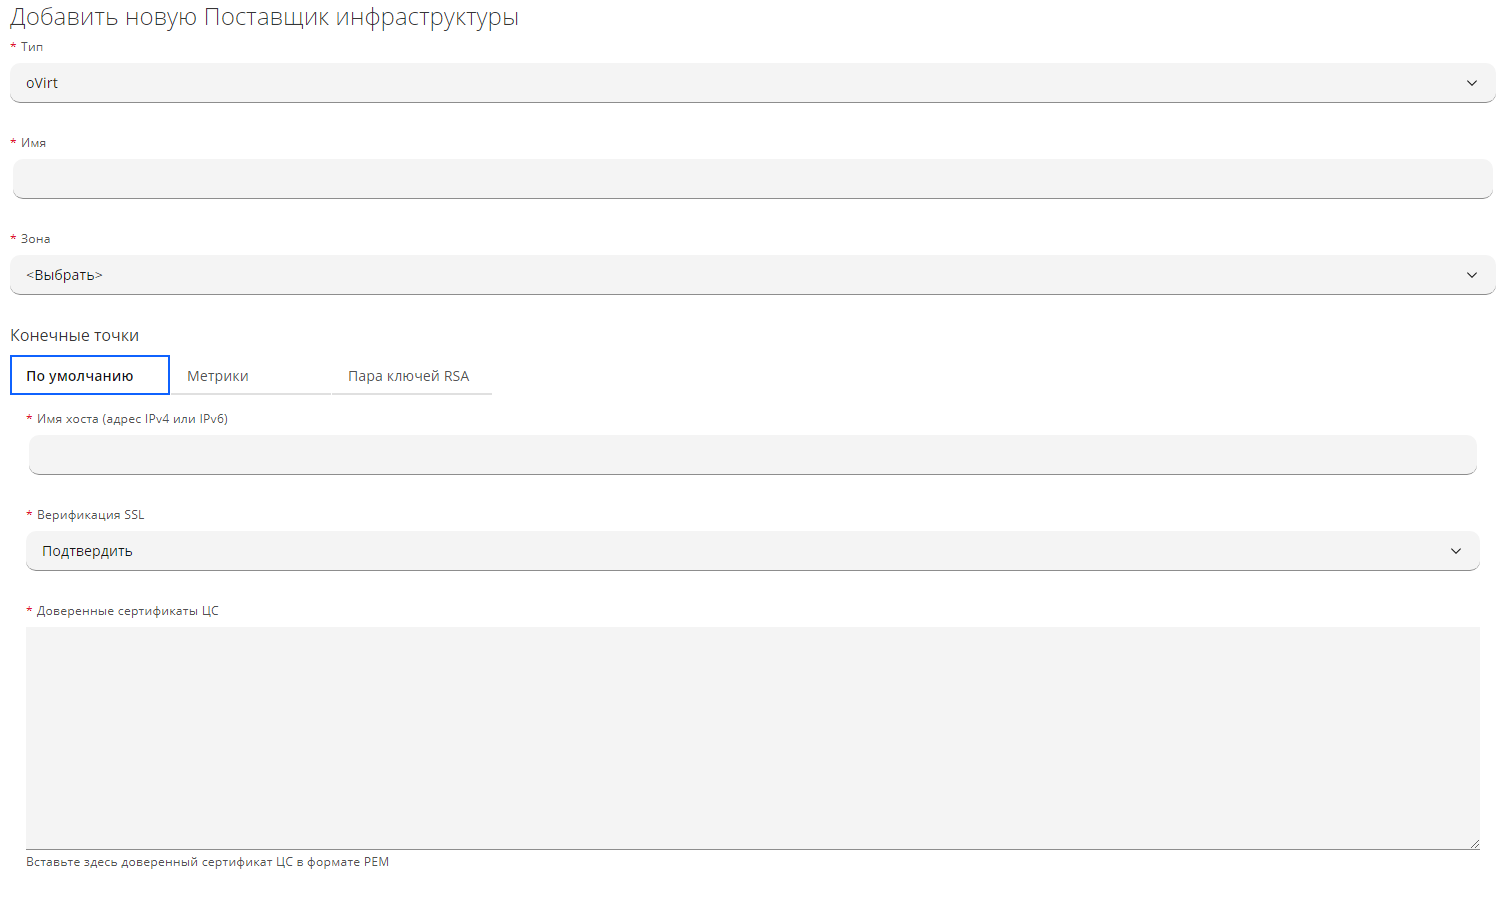 Добавить новую Поставщик инфраструктуры
* Тип
oVirt
* Имя
* Зона
<Выбрать>
Конечные точки
По умолчанию Метрики Пара ключей RSA
* Имя хоста (адрес IPv4 или IPv6)
* Верификация SSL
Подтвердить
* Доверенные сертификаты ЦС
Вставьте здесь доверенный сертификат ЦС в формате PEM